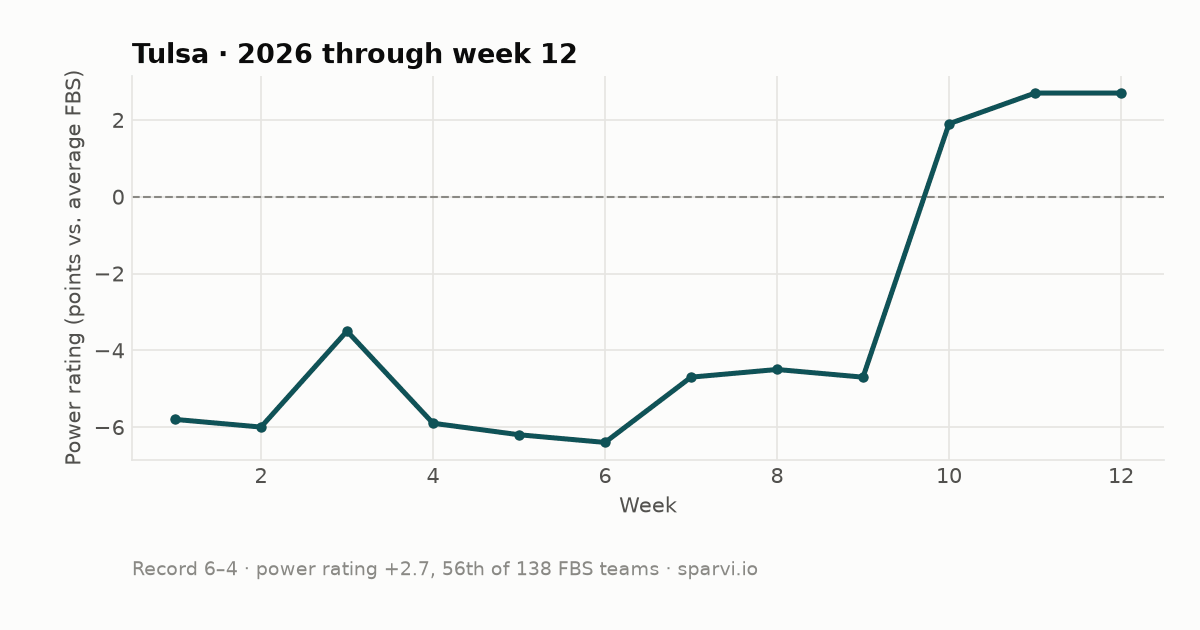 Tulsa · 2026 through week 12
Power rating (points vs. average FBS)
2
0
−2
−4
−6
2 4 6 8 10 12
Week
Record 6–4 · power rating +2.7, 56th of 138 FBS teams · sparvi.io